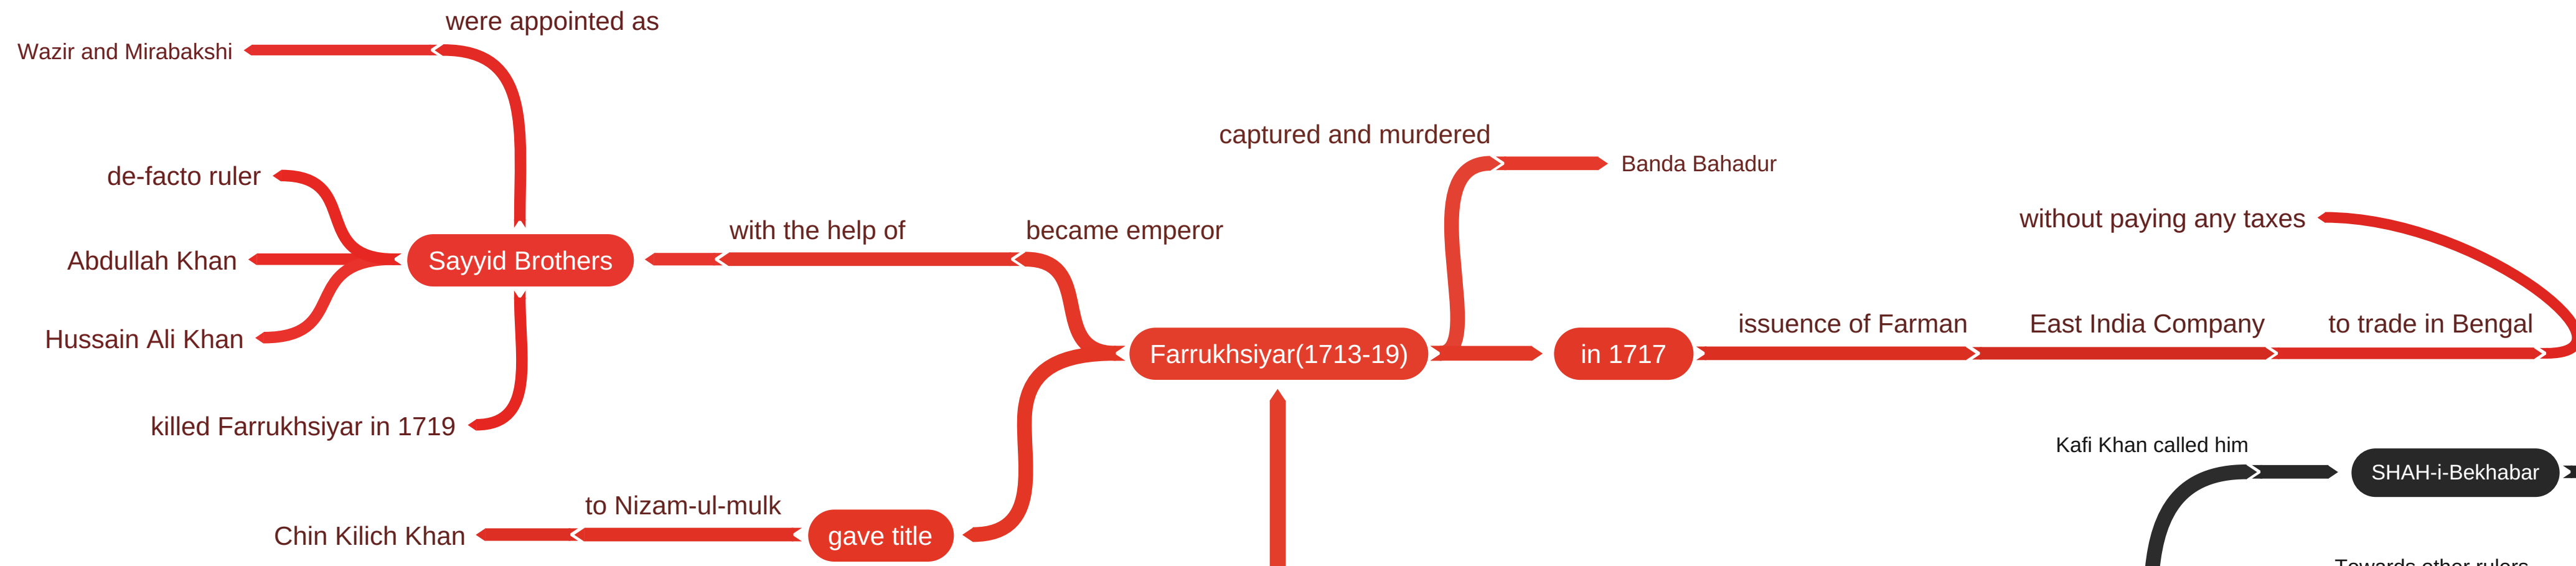 were appointed as
Wazir and Mirabakshi
captured and murdered
Banda Bahadur
de-facto ruler
without paying any taxes
with the help of
became emperor
Abdullah Khan
Sayyid Brothers
Hussain Ali Khan
issuence of Farman
East India Company
to trade in Bengal
Farrukhsiyar(1713-19)
in 1717
killed Farrukhsiyar in 1719
Kafi Khan called him
SHAH-i-Bekhabar
to Nizam-ul-mulk
Chin Kilich Khan
gave title
Towards other rulers